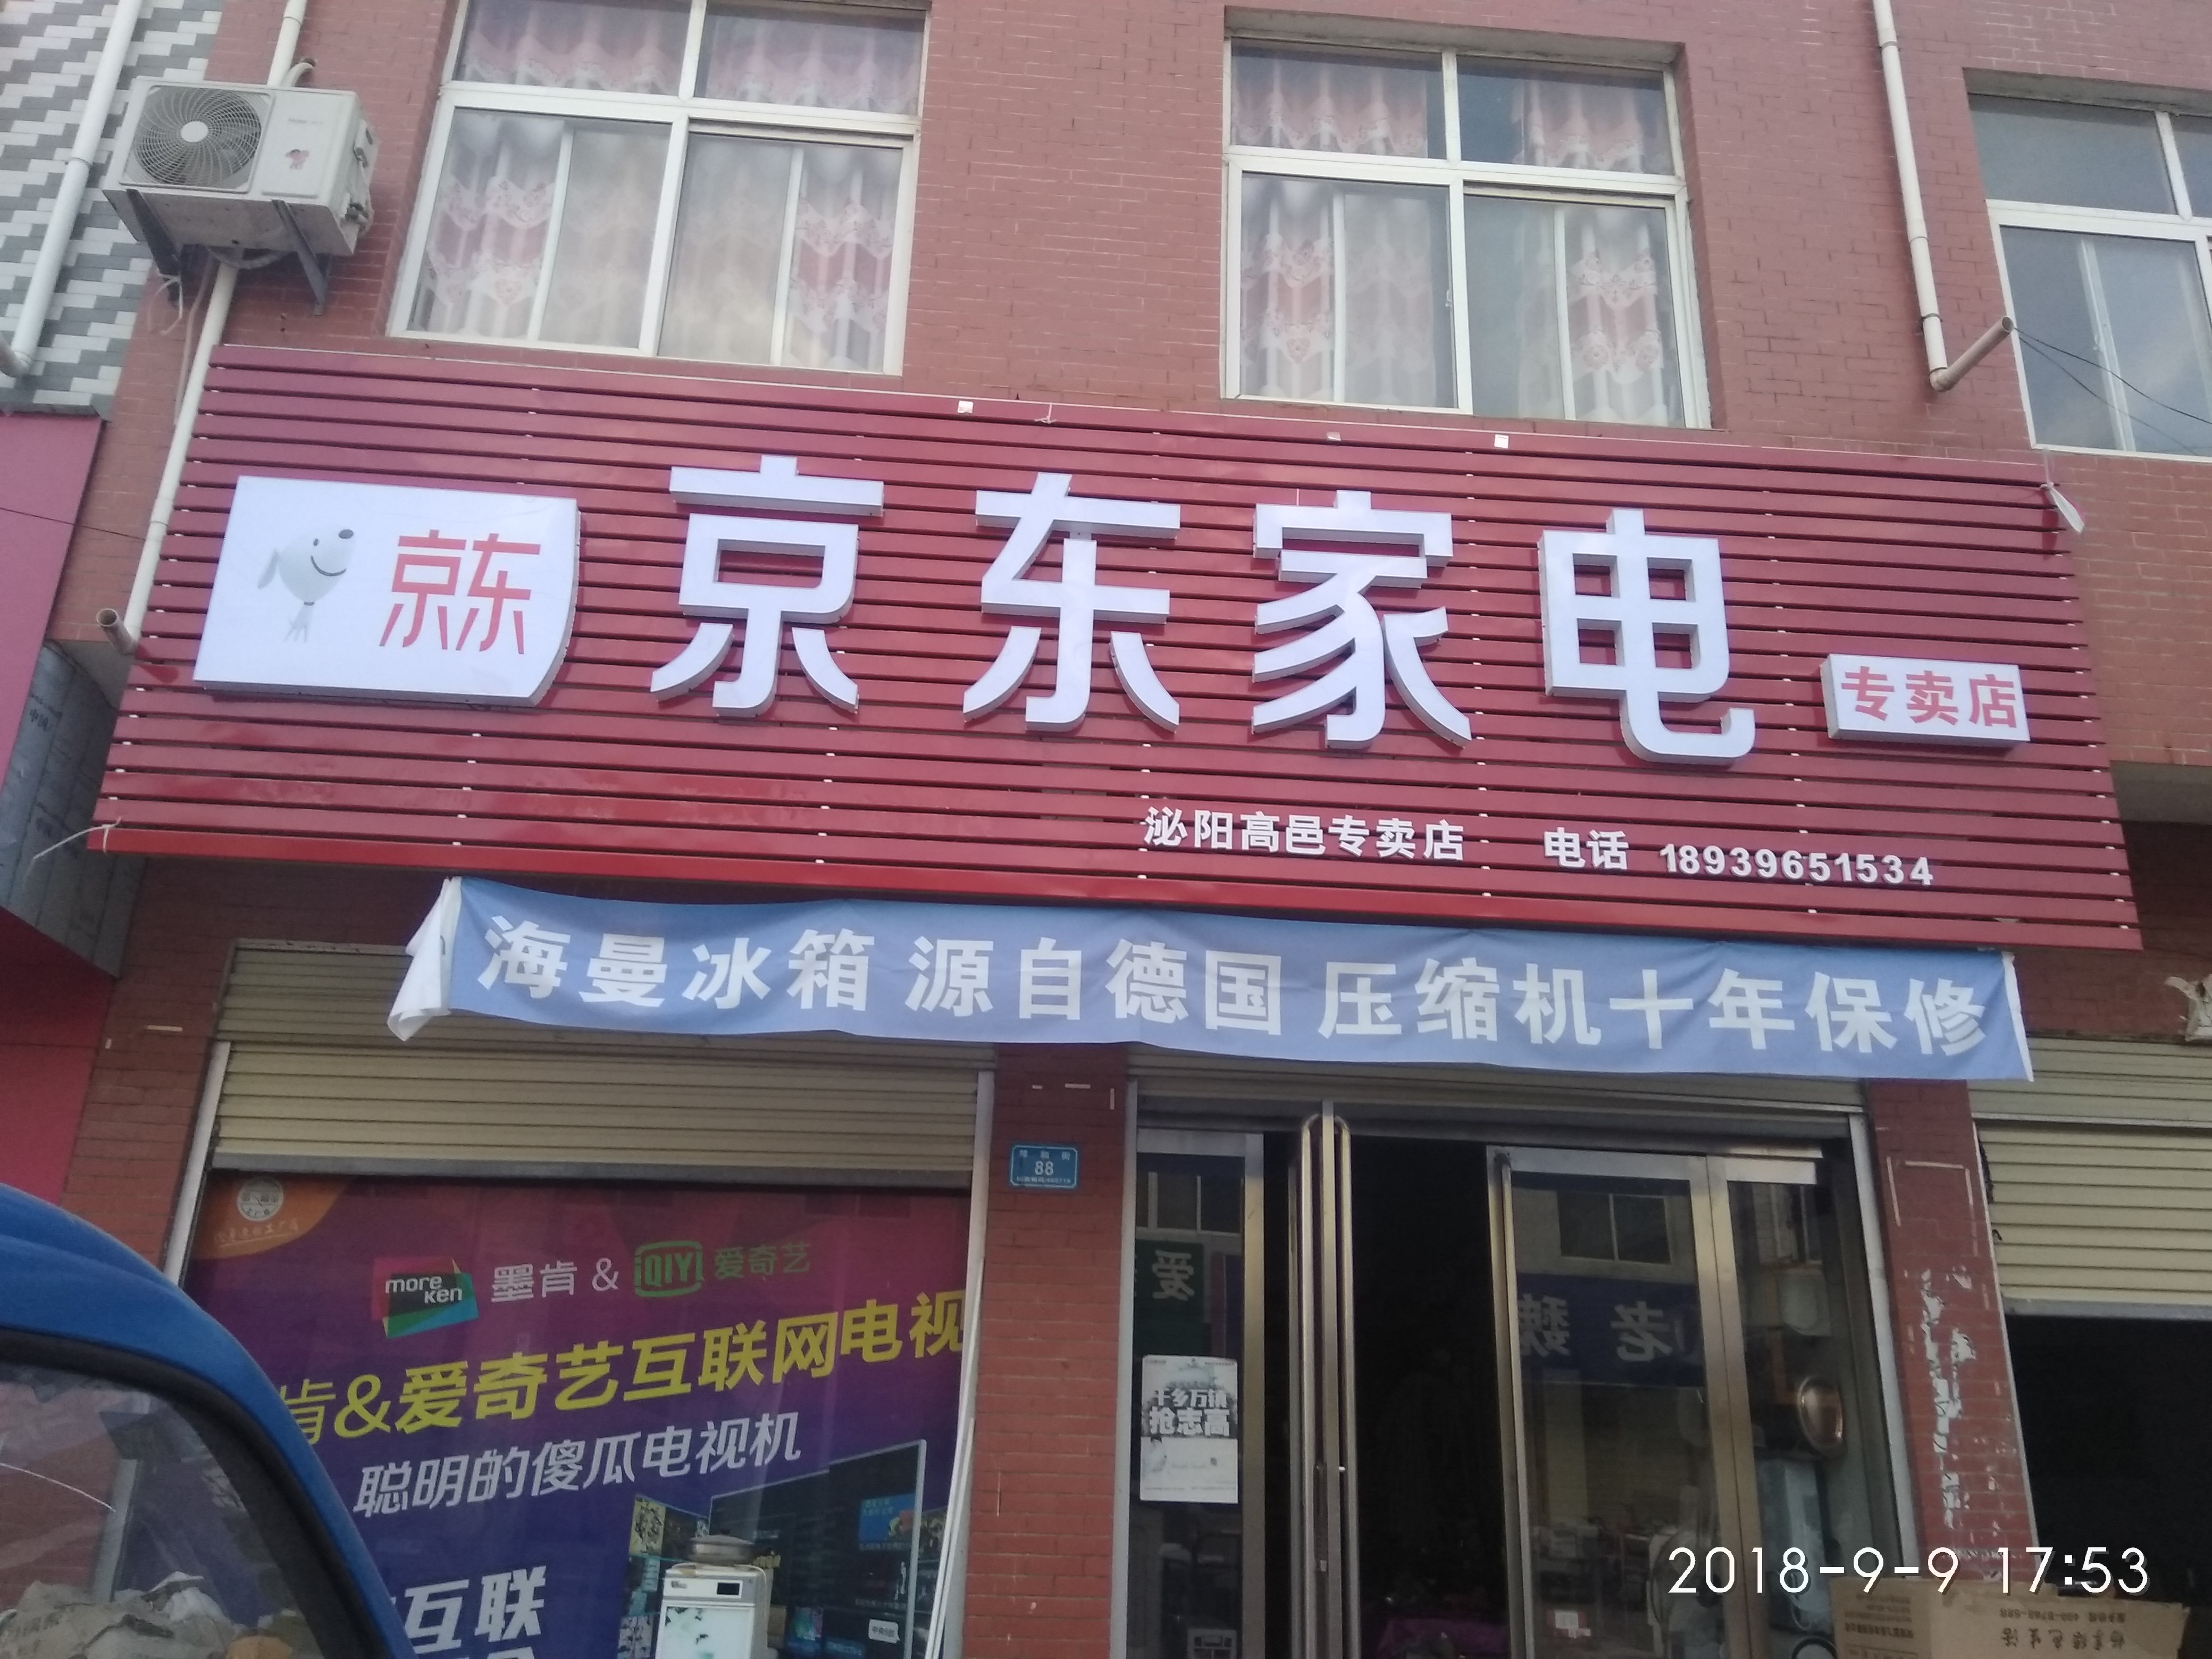 京东
京东家电
专卖店
泌阳高邑专卖店 电话 18939651534
海曼冰箱 源自德国 压缩机十年保修
88
more
Ken
墨肯 & iQIYI 爱奇艺
肯&爱奇艺互联网电视
聪明的傻瓜电视机
互联
千乡万镇
抢志高
爱
老 魏
2018-9-9 17:53